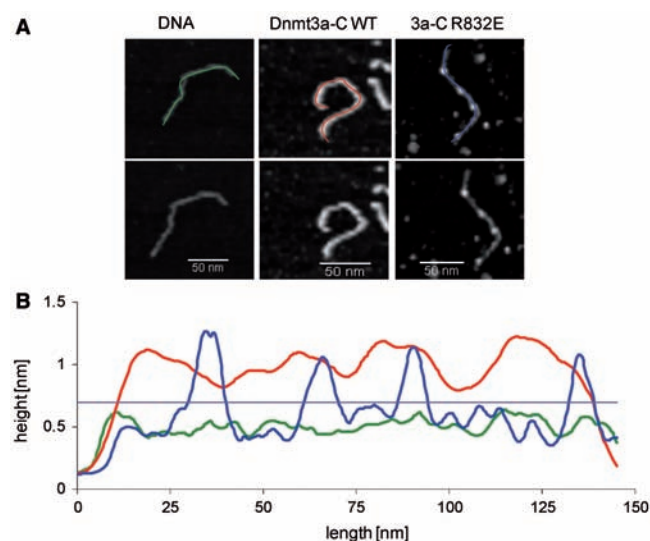 A
DNA
Dnmt3a-C WT
3a-C R832E
50 nm
50 nm
50 nm
B
1.5
1
0.5
0
height [nm]
0
25
50
75
100
125
150
length [nm]